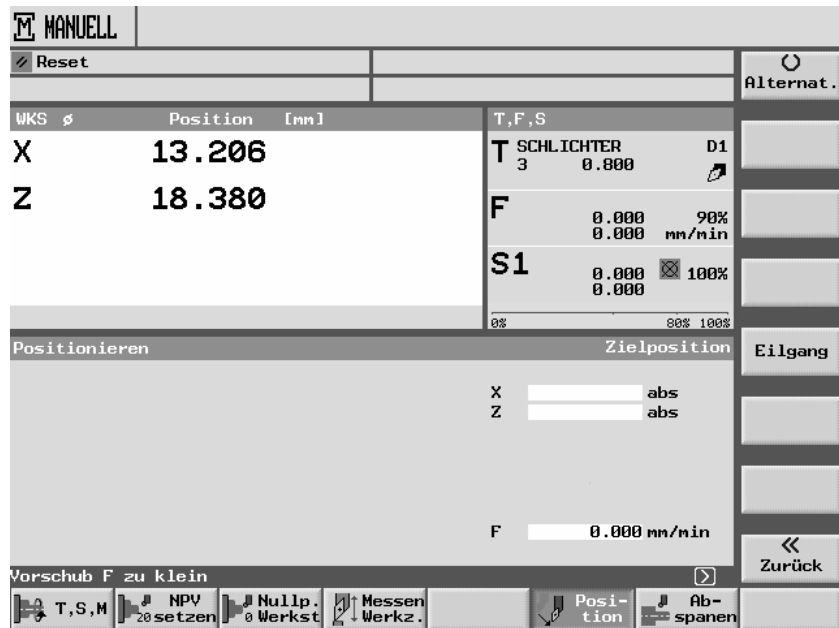 M MANUELL
Reset
Alternat.
WKS ø Position [mm]
X 13.206
Z 18.380
T,F,S
T SCHLICHTER D1
3 0.800
F 0.000 90%
0.000 mm/min
S1 0.000 100%
0.000
0% 80% 100%
Positionieren Zielposition
Eilgang
X abs
Z abs
F 0.000 mm/min
Zurück
Vorschub F zu klein
T,S,M
NPV
20 setzen
Nullp.
0 Werkst
Messen
Werkz.
Posi-
tion
Ab-
spanen